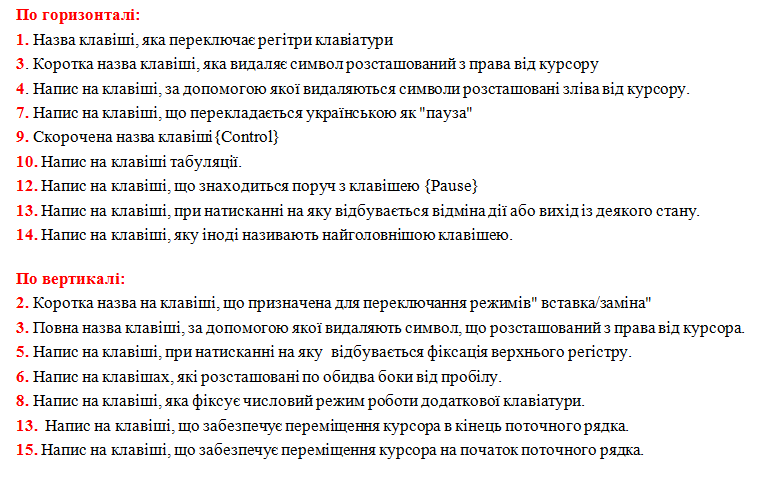 По горизонталі:
1. Назва клавіші, яка переключає регітри клавіатури
3. Коротка назва клавіші, яка видаляє символ розсташований з права від курсору
4. Напис на клавіші, за допомогою якої видаляються символи розсташовані зліва від курсору.
7. Напис на клавіші, що перекладається українською як "пауза"
9. Скорочена назва клавіші {Control}
10. Напис на клавіші табуляції.
12. Напис на клавіші, що знаходиться поруч з клавішею {Pause}
13. Напис на клавіші, при натисканні на яку відбувається відміна дії або вихід із деякого стану.
14. Напис на клавіші, яку іноді називають найголовнішою клавішею.
По вертикалі:
2. Коротка назва на клавіші, що призначена для переключання режимів" вставка/заміна"
3. Повна назва клавіші, за допомогою якої видаляють символ, що розсташований з права від курсора.
5. Напис на клавіші, при натисканні на яку відбувається фіксація верхнього регістру.
6. Напис на клавішах, які розсташовані по обидва боки від пробілу.
8. Напис на клавіші, яка фіксує числовий режим роботи додаткової клавіатури.
13. Напис на клавіші, що забезпечує переміщення курсора в кінець поточного рядка.
15. Напис на клавіші, що забезпечує переміщення курсора на початок поточного рядка.